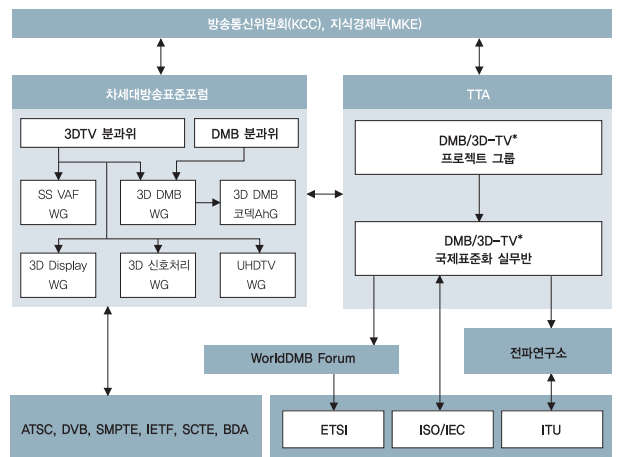 방송통신위원회(KCC), 지식경제부(MKE)
차세대방송표준포럼
3DTV 분과위
DMB 분과위
SS VAF
WG
3D DMB
WG
3D DMB
코덱AhG
3D Display
WG
3D 신호처리
WG
UHDTV
WG
TTA
DMB/3D-TV*
프로젝트 그룹
DMB/3D-TV*
국제표준화 실무반
WorldDMB Forum
전파연구소
ATSC, DVB, SMPTE, IETF, SCTE, BDA
ETSI
ISO/IEC
ITU